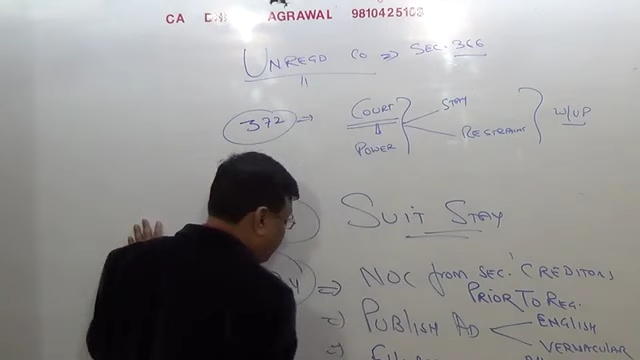 CA AGRAWAL 9810425103
UNREGD CO ⇒ SEC. 366
372 ⇒ COURT STAY
POWER RESTRAINT W/UP
SUIT STAY
⇒ NOC from SEC. CREDITORS
PRIOR TO REG.
⇒ PUBLISH AD ENGLISH
VERNACULAR